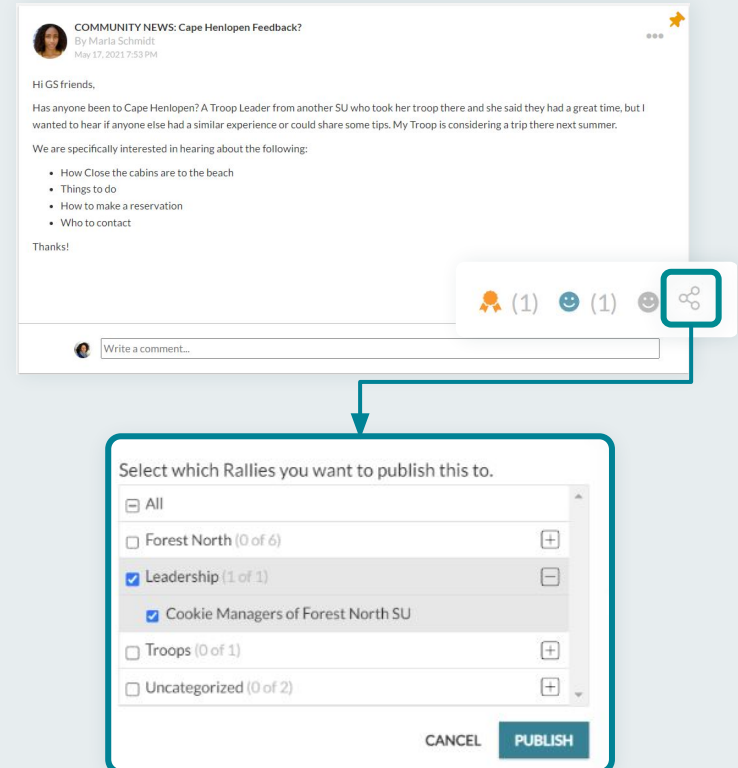 COMMUNITY NEWS: Cape Henlopen Feedback?
By Marla Schmidt
May 17, 2021 7:53 PM
Hi GS friends,
Has anyone been to Cape Henlopen? A Troop Leader from another SU who took her troop there and she said they had a great time, but I
wanted to hear if anyone else had a similar experience or could share some tips. My Troop is considering a trip there next summer.
We are specifically interested in hearing about the following:
• How Close the cabins are to the beach
• Things to do
• How to make a reservation
• Who to contact
Thanks!
(1) (1)
Write a comment...
Select which Rallies you want to publish this to.
All
Forest North (0 of 6)
Leadership (1 of 1)
Cookie Managers of Forest North SU
Troops (0 of 1)
Uncategorized (0 of 2)
CANCEL PUBLISH